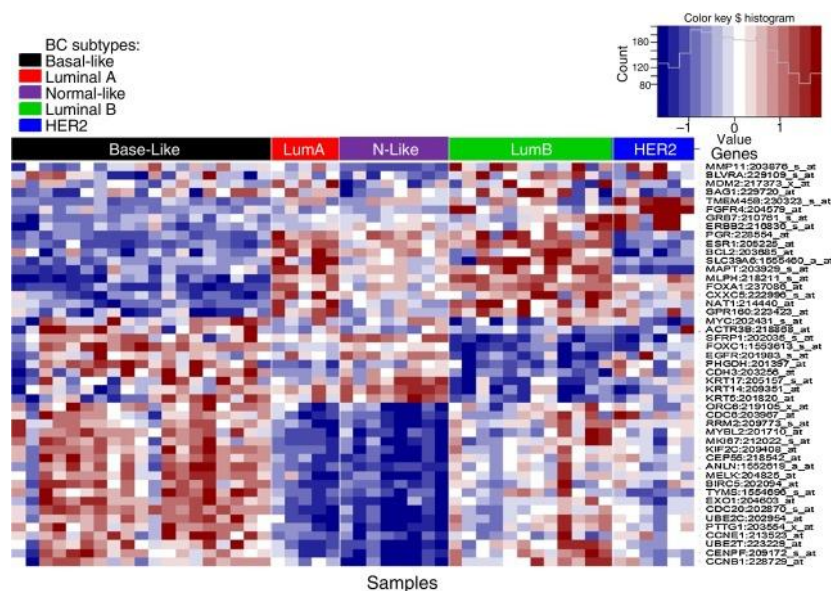 Color key $ histogram
BC subtypes:
Basal-like
Luminal A
Normal-like
Luminal B
HER2
Count
180
120
80
−1
0
1
Value
Base-Like
LumA
N-Like
LumB
HER2
Genes
MMP11:203876_s_at
BLVRA:229109_s_at
MDM2:217373_x_at
BAG1:229720_at
TMEM45B:230323_s_at
FGFR4:204579_at
GRB7:210761_s_at
ERBB2:216836_s_at
PGR:228554_at
ESR1:205225_at
BCL2:203685_at
SLC39A6:1555460_a_at
MAPT:203929_s_at
MLPH:218211_s_at
FOXA1:237086_at
CXXC5:222996_s_at
NAT1:214440_at
GPR160:223423_at
MYC:202431_s_at
ACTR3B:218868_at
SFRP1:202035_s_at
FOXC1:1553613_s_at
EGFR:201983_s_at
PHGDH:201397_at
CDH3:203256_at
KRT17:205157_s_at
KRT14:209351_at
KRT5:201820_at
ORC6:219105_x_at
CDC6:203967_at
RRM2:209773_s_at
MYBL2:201710_at
MKI67:212022_s_at
KIF2C:209408_at
CEP55:218542_at
ANLN:1552619_a_at
MELK:204825_at
BIRC5:202094_at
TYMS:1554696_s_at
EXO1:204603_at
CDC20:202870_s_at
UBE2C:202954_at
PTTG1:203554_x_at
CCNE1:213523_at
UBE2T:223229_at
CENPF:209172_s_at
CCNB1:228729_at
Samples